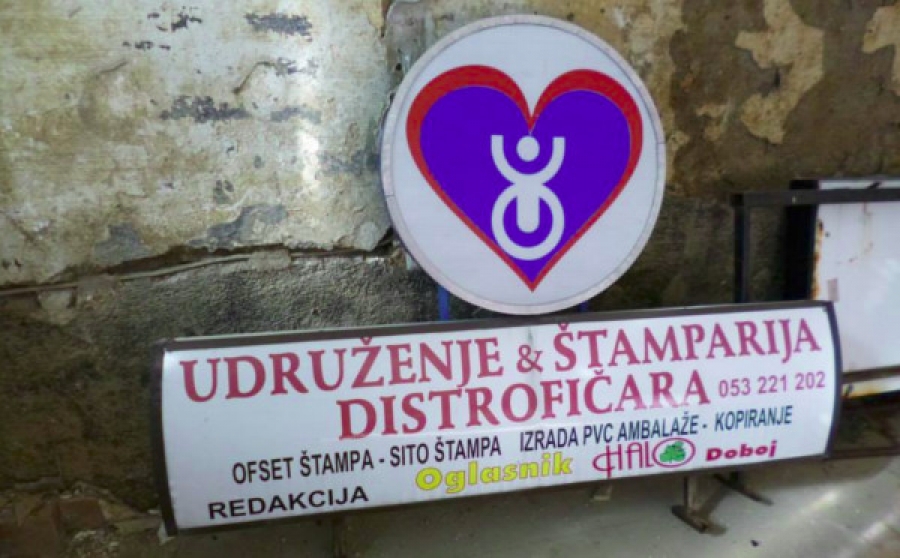 UDRUŽENJE & ŠTAMPARIJA
DISTROFIČARA 053 221 202
OFSET ŠTAMPA - SITO ŠTAMPA IZRADA PVC AMBALAŽE - KOPIRANJE
REDAKCIJA Oglasnik HALO Doboj